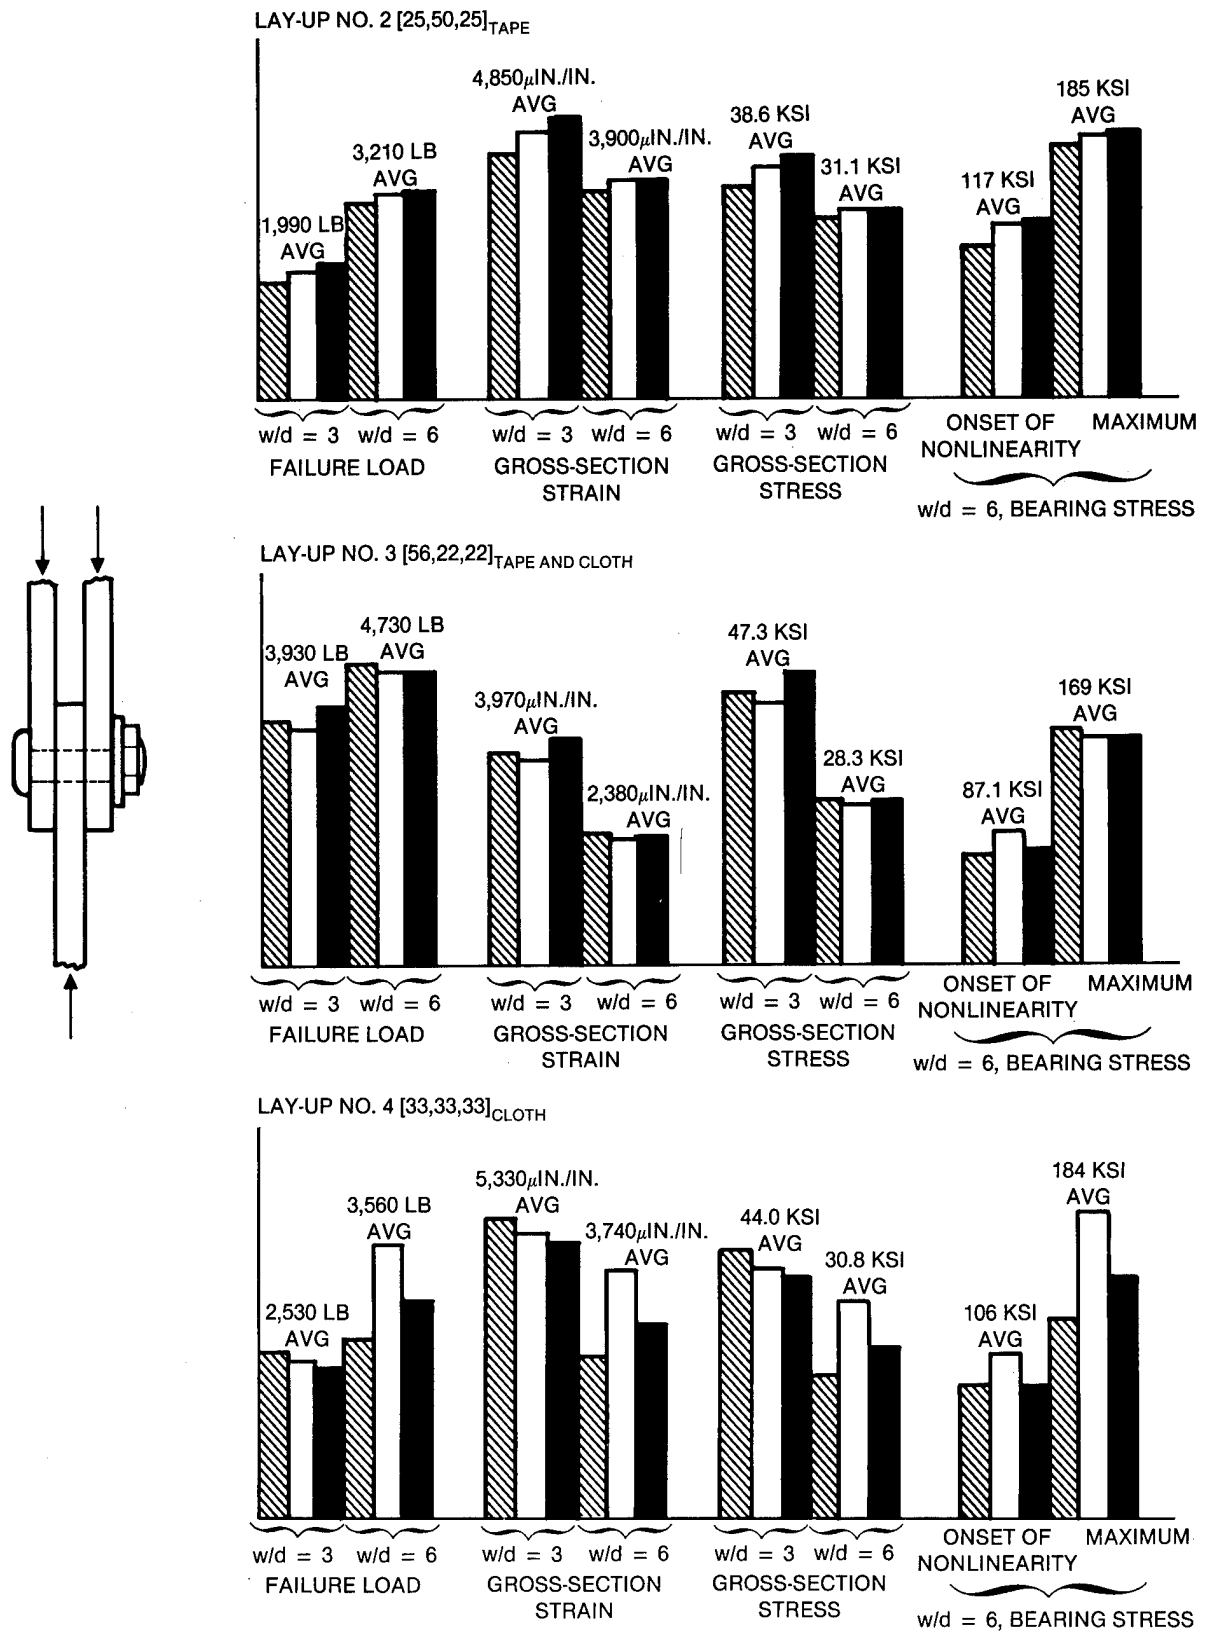 LAY-UP NO. 2 [25,50,25]TAPE
4,850μIN./IN.
AVG
3,210 LB
AVG
1,990 LB
AVG
3,900μIN./IN.
AVG
38.6 KSI
AVG
31.1 KSI
AVG
117 KSI
AVG
185 KSI
AVG
w/d = 3 w/d = 6 w/d = 3 w/d = 6 w/d = 3 w/d = 6
FAILURE LOAD
GROSS-SECTION
STRAIN
GROSS-SECTION
STRESS
ONSET OF
NONLINEARITY
MAXIMUM
w/d = 6, BEARING STRESS
LAY-UP NO. 3 [56,22,22]TAPE AND CLOTH
3,930 LB
AVG
4,730 LB
AVG
3,970μIN./IN.
AVG
2,380μIN./IN.
AVG
47.3 KSI
AVG
28.3 KSI
AVG
87.1 KSI
AVG
169 KSI
AVG
w/d = 3 w/d = 6 w/d = 3 w/d = 6 w/d = 3 w/d = 6
FAILURE LOAD
GROSS-SECTION
STRAIN
GROSS-SECTION
STRESS
ONSET OF
NONLINEARITY
MAXIMUM
w/d = 6, BEARING STRESS
LAY-UP NO. 4 [33,33,33]CLOTH
2,530 LB
AVG
3,560 LB
AVG
5,330μIN./IN.
AVG
3,740μIN./IN.
AVG
44.0 KSI
AVG
30.8 KSI
AVG
106 KSI
AVG
184 KSI
AVG
w/d = 3 w/d = 6 w/d = 3 w/d = 6 w/d = 3 w/d = 6
FAILURE LOAD
GROSS-SECTION
STRAIN
GROSS-SECTION
STRESS
ONSET OF
NONLINEARITY
MAXIMUM
w/d = 6, BEARING STRESS